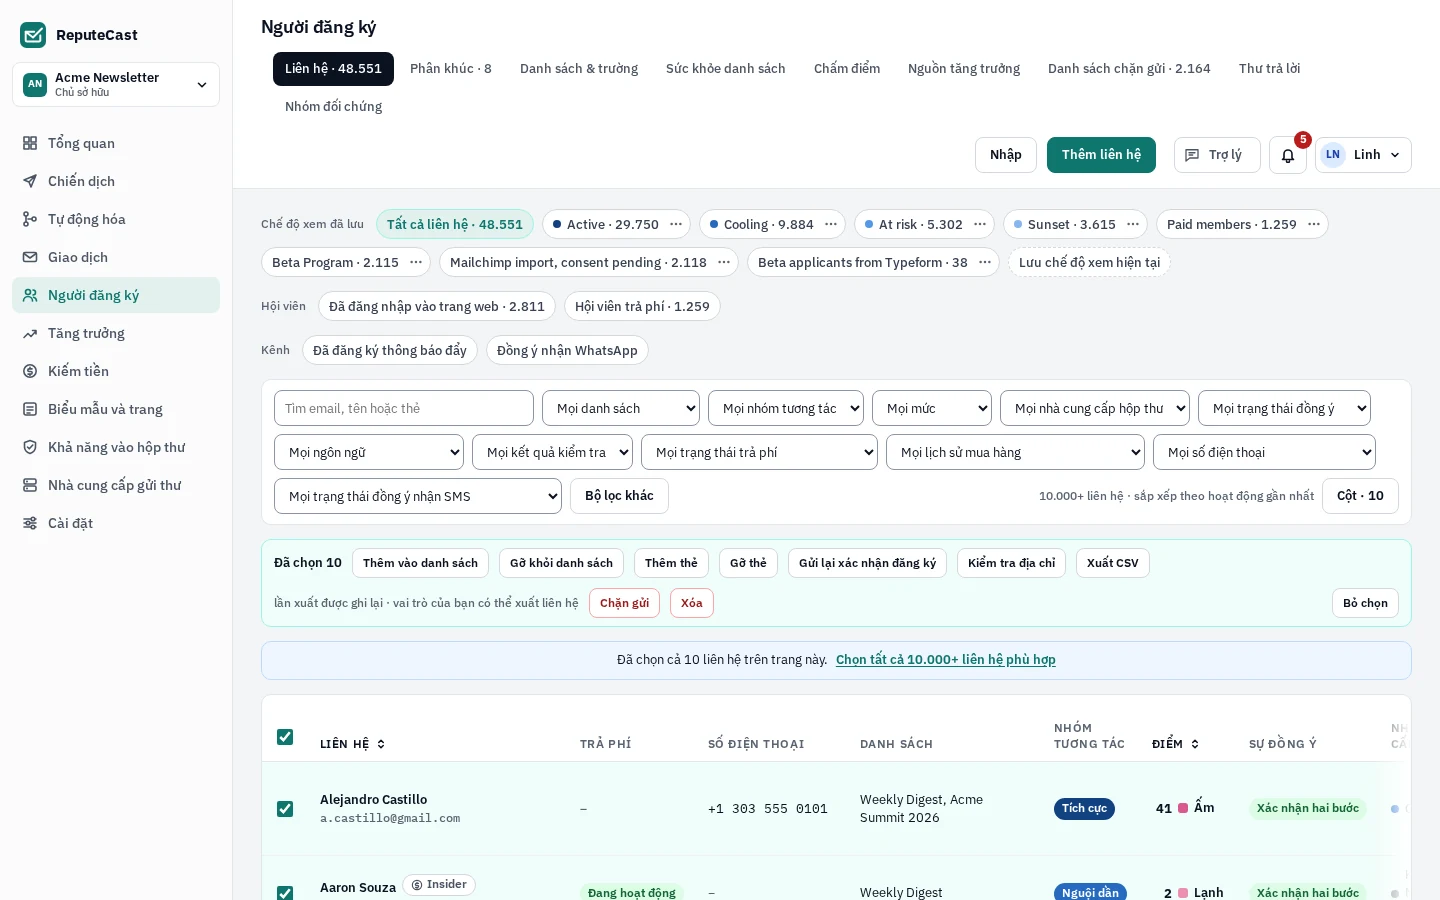 ReputeCast
AN
Acme Newsletter
Chủ sở hữu
Tổng quan
Chiến dịch
Tự động hóa
Giao dịch
Người đăng ký
Tăng trưởng
Kiếm tiền
Biểu mẫu và trang
Khả năng vào hộp thư
Nhà cung cấp gửi thư
Cài đặt
Người đăng ký
Liên hệ · 48.551
Phân khúc · 8
Danh sách & trường
Sức khỏe danh sách
Chấm điểm
Nguồn tăng trưởng
Danh sách chặn gửi · 2.164
Thư trả lời
Nhóm đối chứng
Nhập
Thêm liên hệ
Trợ lý
5
LN
Linh
Chế độ xem đã lưu
Tất cả liên hệ · 48.551
Active · 29.750 ···
Cooling · 9.884 ···
At risk · 5.302 ···
Sunset · 3.615 ···
Paid members · 1.259 ···
Beta Program · 2.115 ···
Mailchimp import, consent pending · 2.118 ···
Beta applicants from Typeform · 38 ···
Lưu chế độ xem hiện tại
Hội viên
Đã đăng nhập vào trang web · 2.811
Hội viên trả phí · 1.259
Kênh
Đã đăng ký thông báo đẩy
Đồng ý nhận WhatsApp
Tìm email, tên hoặc thẻ
Mọi danh sách
Mọi nhóm tương tác
Mọi mức
Mọi nhà cung cấp hộp thư
Mọi trạng thái đồng ý
Mọi ngôn ngữ
Mọi kết quả kiểm tra
Mọi trạng thái trả phí
Mọi lịch sử mua hàng
Mọi số điện thoại
Mọi trạng thái đồng ý nhận SMS
Bộ lọc khác
10.000+ liên hệ · sắp xếp theo hoạt động gần nhất
Cột · 10
Đã chọn 10
Thêm vào danh sách
Gỡ khỏi danh sách
Thêm thẻ
Gỡ thẻ
Gửi lại xác nhận đăng ký
Kiểm tra địa chỉ
Xuất CSV
lần xuất được ghi lại · vai trò của bạn có thể xuất liên hệ
Chặn gửi
Xóa
Bỏ chọn
Đã chọn cả 10 liên hệ trên trang này. Chọn tất cả 10.000+ liên hệ phù hợp
LIÊN HỆ
TRẢ PHÍ
SỐ ĐIỆN THOẠI
DANH SÁCH
NHÓM
TƯƠNG TÁC
ĐIỂM
SỰ ĐỒNG Ý
Alejandro Castillo
a.castillo@gmail.com
–
+1 303 555 0101
Weekly Digest, Acme
Summit 2026
Tích cực
41 Ấm
Xác nhận hai bước
Aaron Souza
Insider
Đang hoạt động
–
Weekly Digest
Nguội dần
2 Lạnh
Xác nhận hai bước